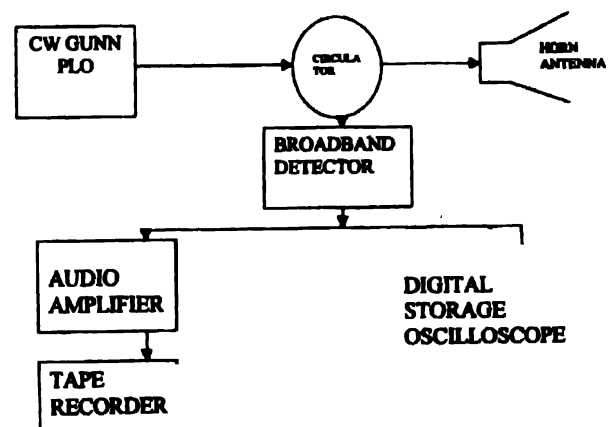 CW GUNN
PLO
CIRCULA
TOR
HORN
ANTENNA
BROADBAND
DETECTOR
AUDIO
AMPLIFIER
DIGITAL
STORAGE
OSCILLOSCOPE
TAPE
RECORDER